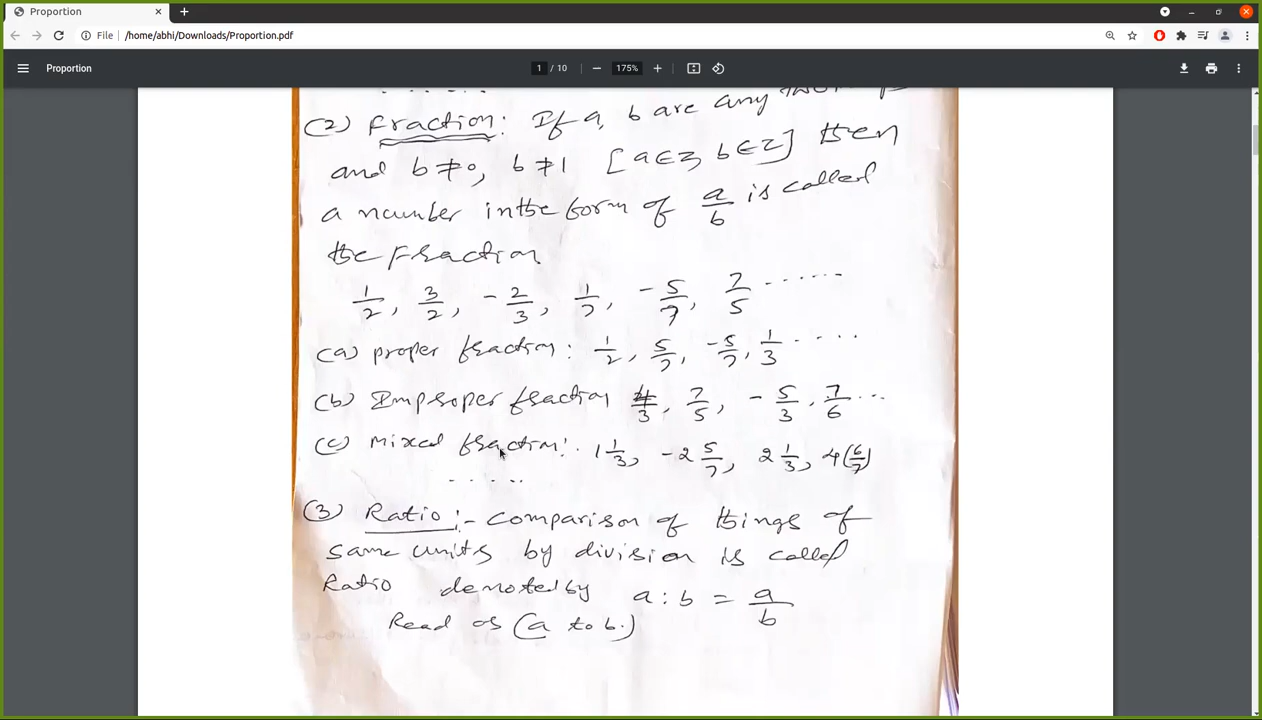 Proportion
File
/home/abhi/Downloads/Proportion.pdf
Proportion
1 / 10
175%
(2) Fraction: If a, b are any
and b ≠ 0, b ≠ 1 [a∈Z, b∈Z] then
a number in the form of a/b is called
the Fraction
1/2, 3/2, -2/3, 1/7, -5/7, 7/5 ......
(a) proper fraction: 1/2, 5/7, -5/7, 1/3 ....
(b) Improper fraction 4/3, 7/5, -5/3, 7/6 ...
(c) mixed fraction: 1 1/3, -2 5/7, 2 1/3, 4(6/7)
.....
(3) Ratio:- Comparison of things of
same units by division is called
Ratio denoted by a : b = a/b
Read as (a to b.)